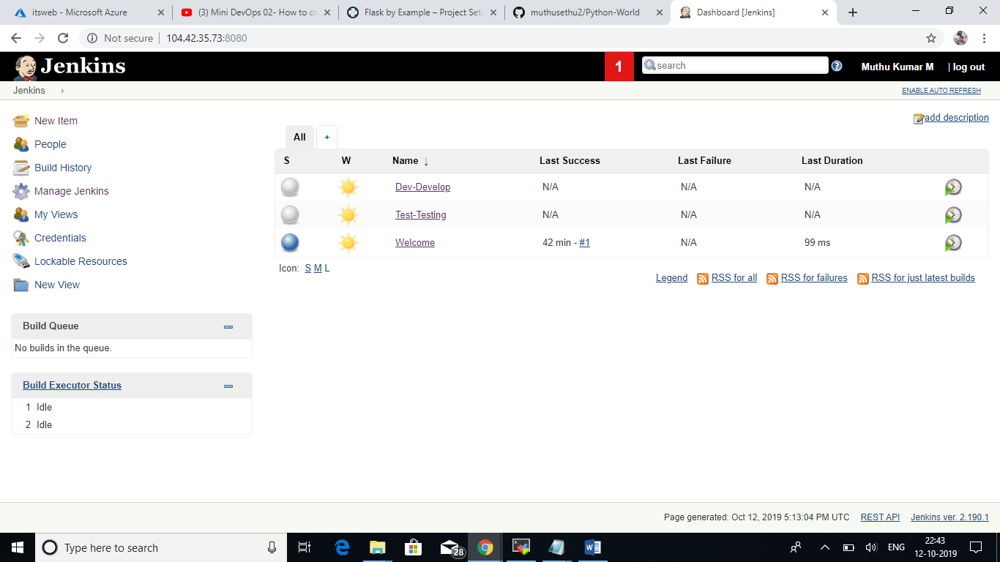 itsweb - Microsoft Azure
(3) Mini DevOps 02- How to cr
Flask by Example – Project Setu
muthusethu2/Python-World
Dashboard [Jenkins]
Not secure
104.42.35.73:8080
Jenkins
1
search
Muthu Kumar M
| log out
Jenkins
ENABLE AUTO REFRESH
New Item
People
Build History
Manage Jenkins
My Views
Credentials
Lockable Resources
New View
add description
All +
S W Name ↓ Last Success Last Failure Last Duration
Dev-Develop N/A N/A N/A
Test-Testing N/A N/A N/A
Welcome 42 min - #1 N/A 99 ms
Icon: S M L
Legend RSS for all RSS for failures RSS for just latest builds
Build Queue
No builds in the queue.
Build Executor Status
1 Idle
2 Idle
Page generated: Oct 12, 2019 5:13:04 PM UTC REST API Jenkins ver. 2.190.1
Type here to search
28
ENG
22:43
12-10-2019